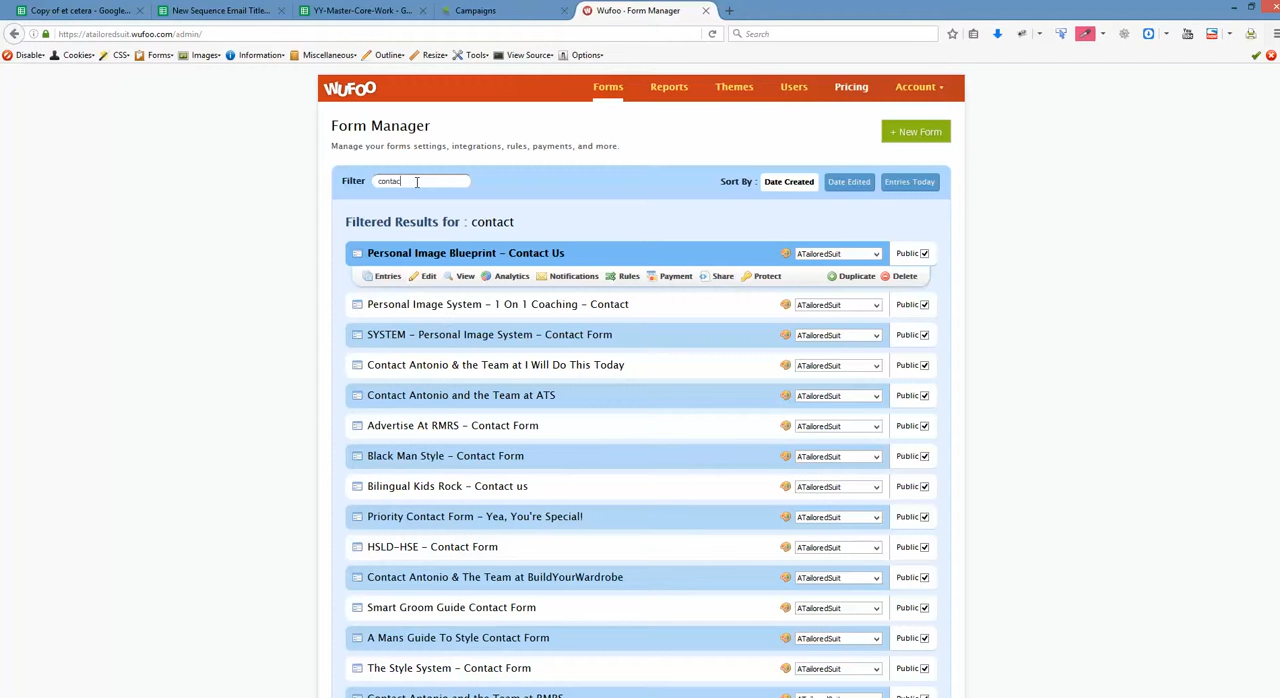 Copy of et cetera - Google...
New Sequence Email Title...
YY-Master-Core-Work - G...
Campaigns
Wufoo · Form Manager
https://atailoredsuit.wufoo.com/admin/
Search
Disable▾ Cookies▾ CSS▾ Forms▾ Images▾ Information▾ Miscellaneous▾ Outline▾ Resize▾ Tools▾ View Source▾ Options▾
WUFOO
Forms Reports Themes Users Pricing Account
Form Manager
+ New Form
Manage your forms settings, integrations, rules, payments, and more.
Filter contac
Sort By : Date Created Date Edited Entries Today
Filtered Results for : contact
Personal Image Blueprint – Contact Us ATailoredSuit Public
Entries Edit View Analytics Notifications Rules Payment Share Protect Duplicate Delete
Personal Image System – 1 On 1 Coaching – Contact ATailoredSuit Public
SYSTEM – Personal Image System – Contact Form ATailoredSuit Public
Contact Antonio & the Team at I Will Do This Today ATailoredSuit Public
Contact Antonio and the Team at ATS ATailoredSuit Public
Advertise At RMRS – Contact Form ATailoredSuit Public
Black Man Style – Contact Form ATailoredSuit Public
Bilingual Kids Rock – Contact us ATailoredSuit Public
Priority Contact Form – Yea, You're Special! ATailoredSuit Public
HSLD-HSE – Contact Form ATailoredSuit Public
Contact Antonio & The Team at BuildYourWardrobe ATailoredSuit Public
Smart Groom Guide Contact Form ATailoredSuit Public
A Mans Guide To Style Contact Form ATailoredSuit Public
The Style System – Contact Form ATailoredSuit Public
Contact Antonio and the Team at RMRS